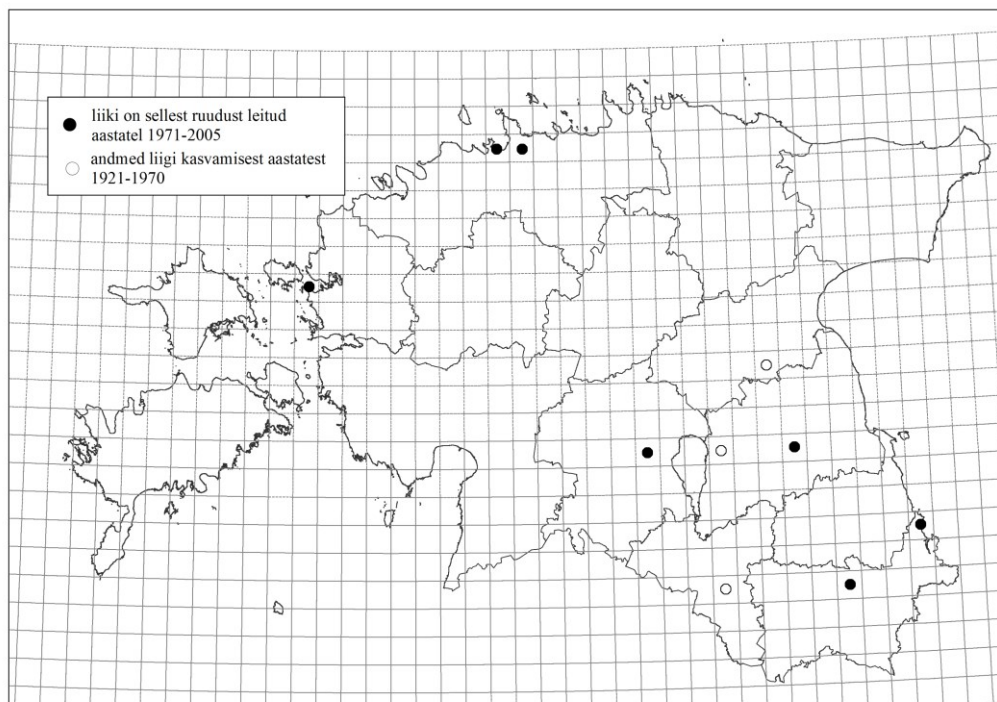 liiki on sellest ruudust leitud
aastatel 1971-2005
andmed liigi kasvamisest aastatest
1921-1970